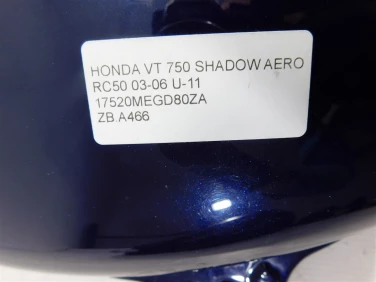 HONDA VT 750 SHADOW AERO
RC50 03-06 U-11
17520MEGD80ZA
ZB.A466